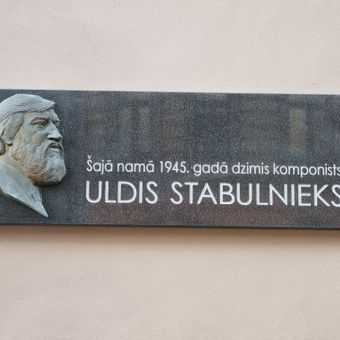 Šajā namā 1945. gadā dzimis komponists
ULDIS STABULNIEKS